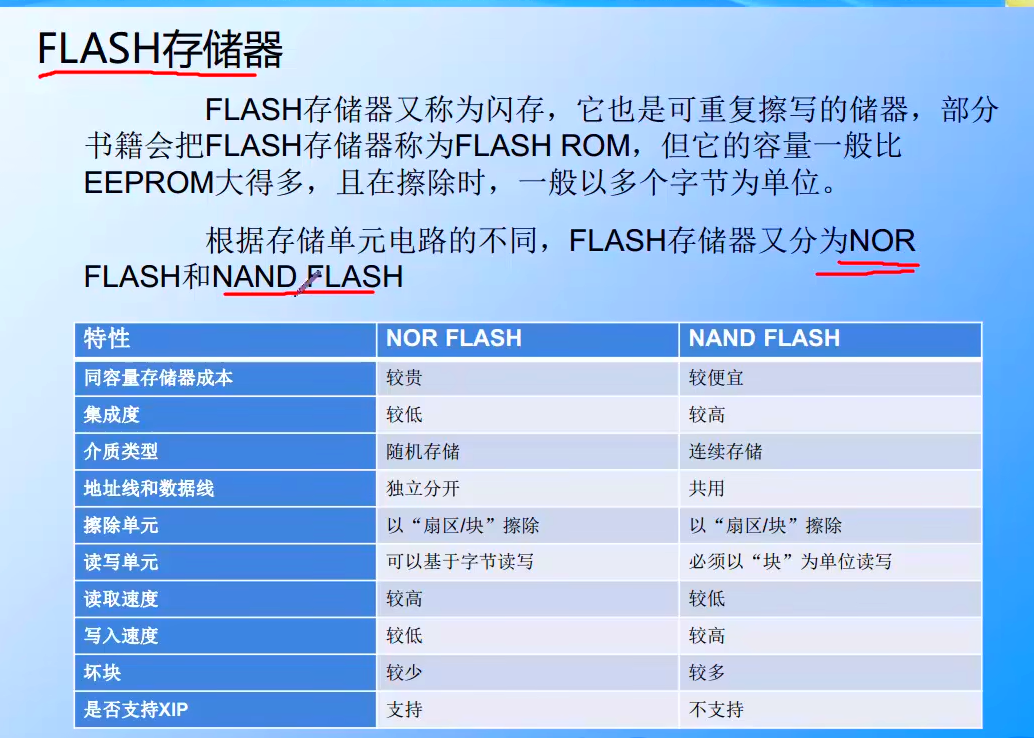 FLASH存储器
FLASH存储器又称为闪存，它也是可重复擦写的储器，部分
书籍会把FLASH存储器称为FLASH ROM，但它的容量一般比
EEPROM大得多，且在擦除时，一般以多个字节为单位。
根据存储单元电路的不同，FLASH存储器又分为NOR
FLASH和NAND FLASH
特性 NOR FLASH NAND FLASH
同容量存储器成本 较贵 较便宜
集成度 较低 较高
介质类型 随机存储 连续存储
地址线和数据线 独立分开 共用
擦除单元 以“扇区/块”擦除 以“扇区/块”擦除
读写单元 可以基于字节读写 必须以“块”为单位读写
读取速度 较高 较低
写入速度 较低 较高
坏块 较少 较多
是否支持XIP 支持 不支持